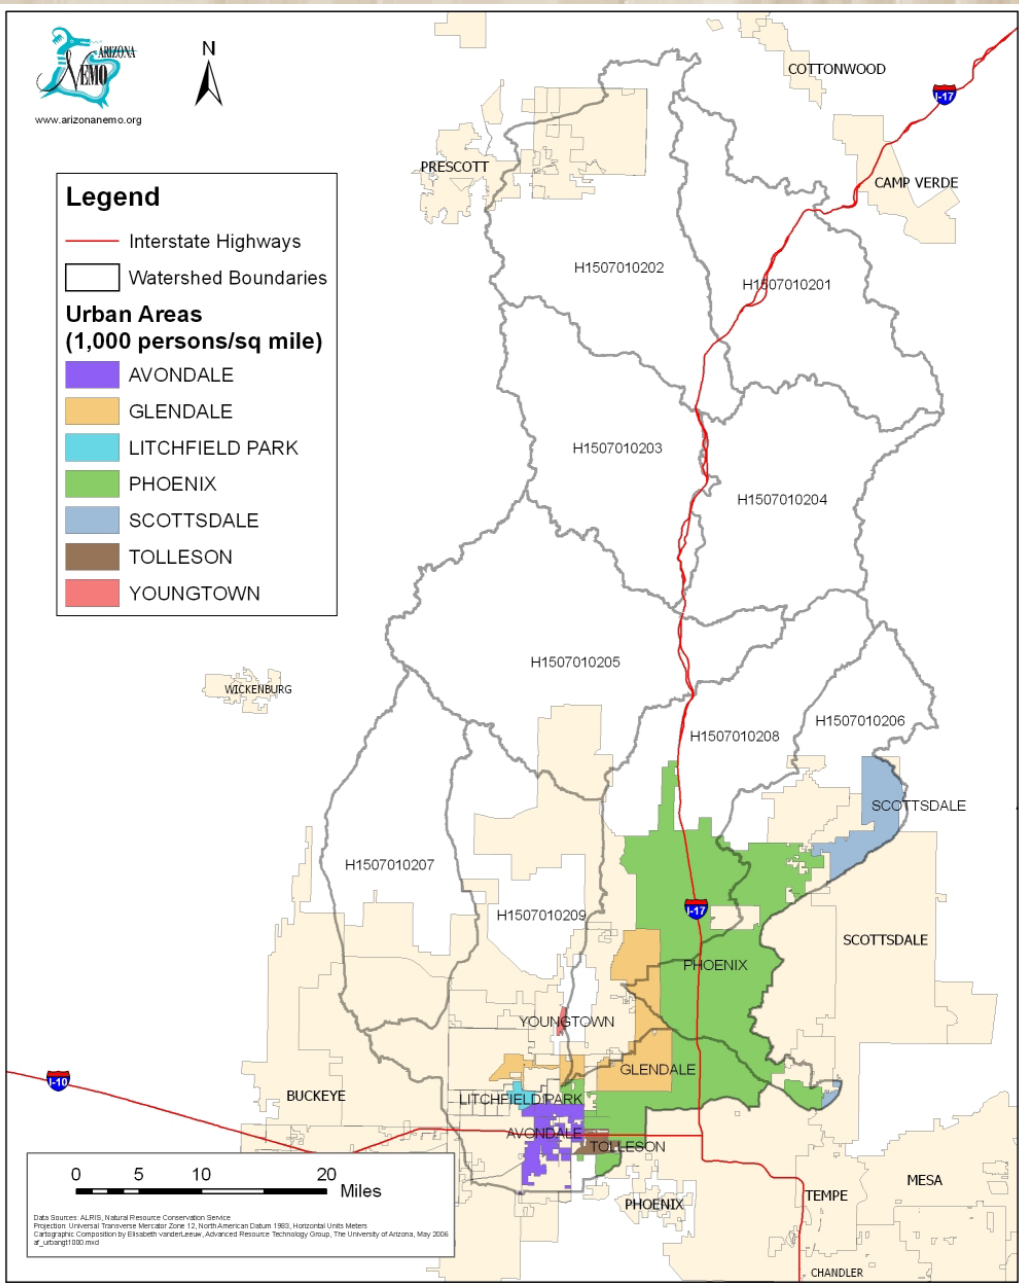 ARIZONA
NEMO
www.arizonanemo.org
N
COTTONWOOD
I-17
PRESCOTT
CAMP VERDE
Legend
Interstate Highways
Watershed Boundaries
Urban Areas
(1,000 persons/sq mile)
AVONDALE
GLENDALE
LITCHFIELD PARK
PHOENIX
SCOTTSDALE
TOLLESON
YOUNGTOWN
H1507010202
H1507010201
H1507010203
H1507010204
H1507010205
WICKENBURG
H1507010206
H1507010208
SCOTTSDALE
H1507010207
I-17
H1507010209
SCOTTSDALE
PHOENIX
YOUNGTOWN
GLENDALE
I-10
BUCKEYE
LITCHFIELD PARK
AVONDALE
TOLLESON
MESA
TEMPE
PHOENIX
CHANDLER
0 5 10 20
Miles
Data Sources: ALRIS, Natural Resource Conservation Service
Projection: Universal Transverse Mercator Zone 12, North American Datum 1983, Horizontal Units Meters
Cartographic Composition by Elisabeth vanderLeeuw, Advanced Resource Technology Group, The University of Arizona, May 2006
af_urbangt1000.mxd